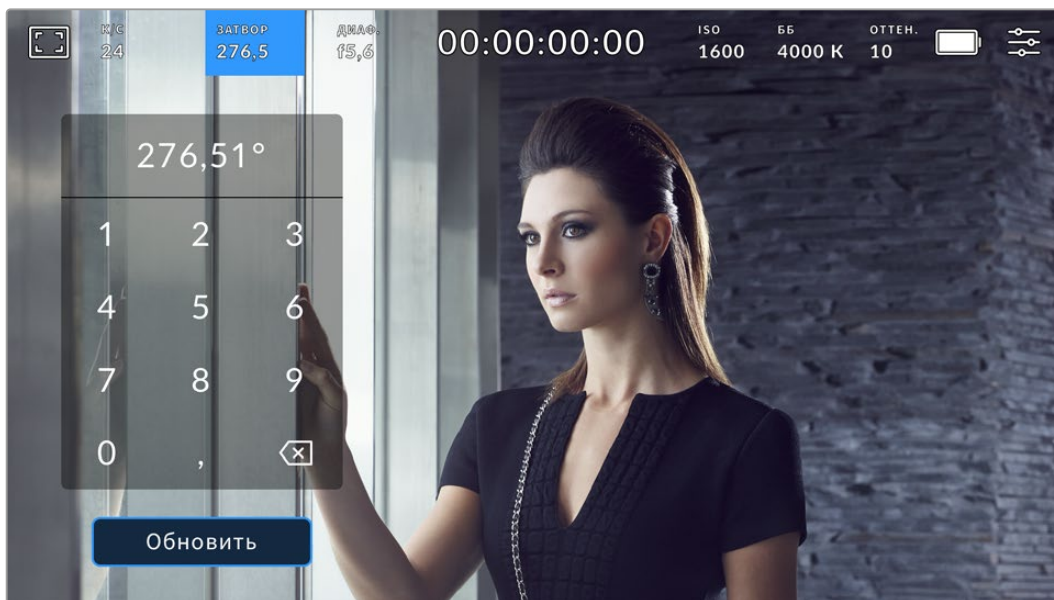 К/С
24
ЗАТВОР
276,5
ДИАФ.
f5,6
00:00:00:00
ISO
1600
ББ
4000 K
ОТТЕН.
10
276,51°
1 2 3
4 5 6
7 8 9
0 ,
Обновить